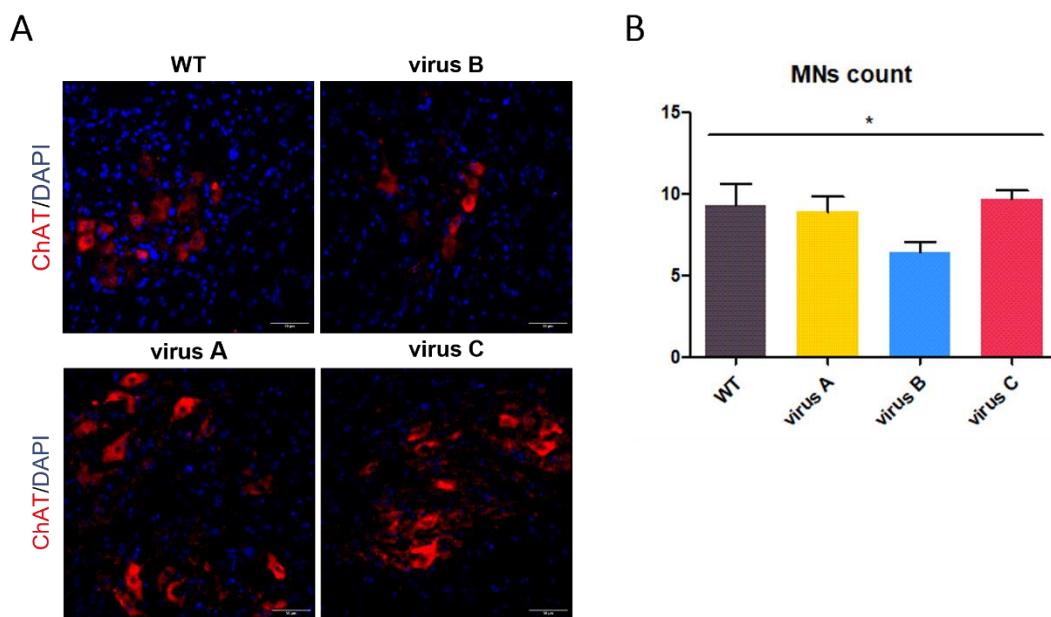 A
WT
virus B
ChAT/DAPI
virus A
virus C
ChAT/DAPI
B
MNs count
15
*
10
5
0
WT
virus A
virus B
virus C